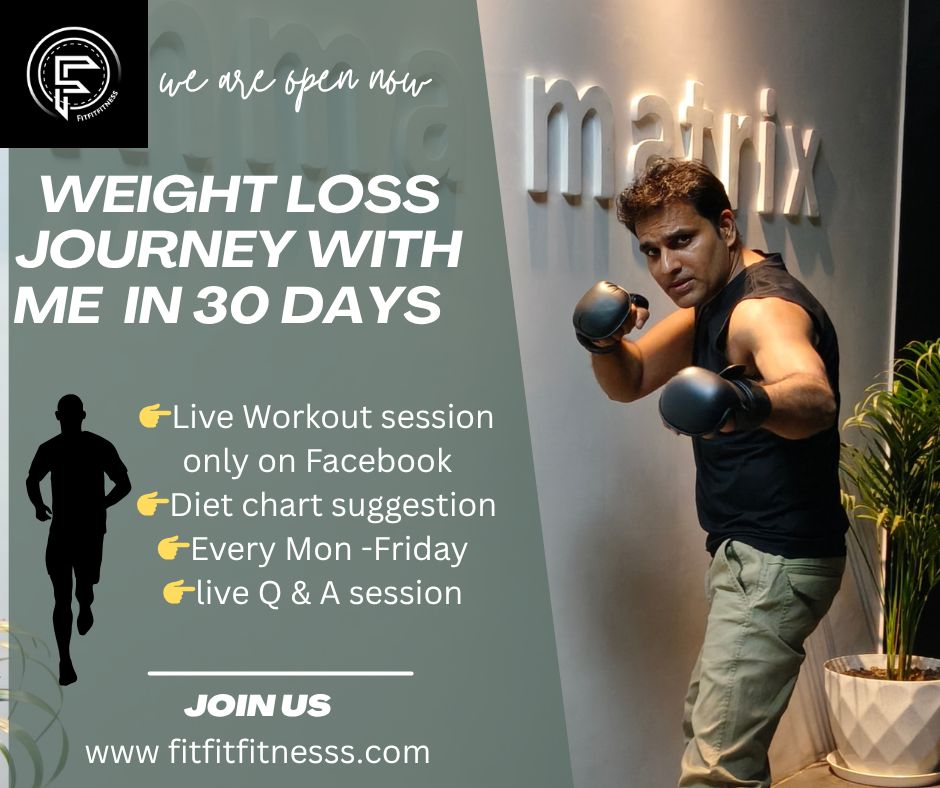 FITFITFITNESS
we are open now
matrix
WEIGHT LOSS
JOURNEY WITH
ME IN 30 DAYS
👉Live Workout session
only on Facebook
👉Diet chart suggestion
👉Every Mon -Friday
👉live Q & A session
JOIN US
www fitfitfitnesss.com